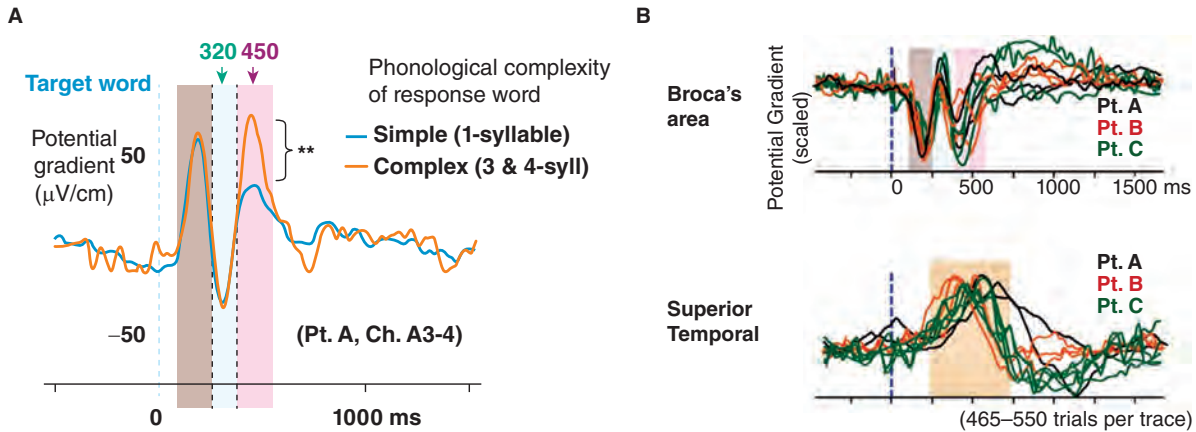 A
320 450
Target word
Phonological complexity
of response word
Potential
gradient
(μV/cm)
50
Simple (1-syllable)
Complex (3 & 4-syll)
**
−50
(Pt. A, Ch. A3-4)
0
1000 ms
B
Broca's
area
Potential Gradient
(scaled)
Pt. A
Pt. B
Pt. C
0 500 1000 1500 ms
Superior
Temporal
Pt. A
Pt. B
Pt. C
(465–550 trials per trace)